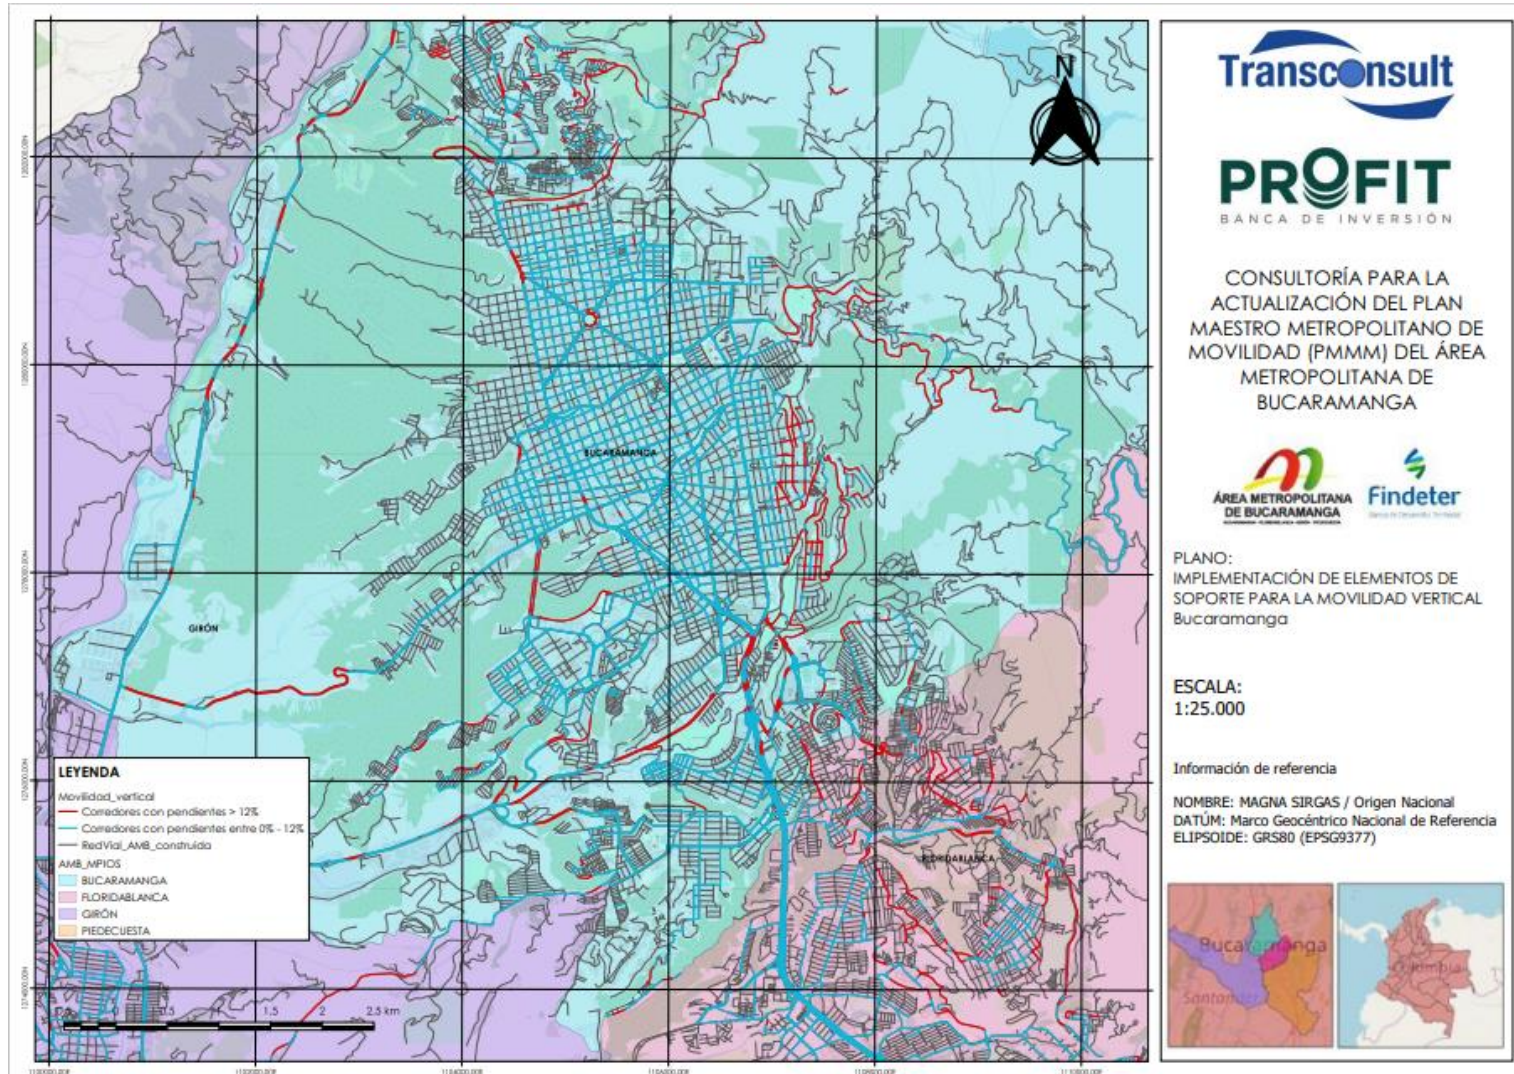 N
BUCARAMANGA
GIRÓN
LEYENDA
Movilidad_vertical
Corredores con pendientes > 12%
Corredores con pendientes entre 0% - 12%
RedVial_AMB_construida
AMB_MPIOS
BUCARAMANGA
FLORIDABLANCA
GIRÓN
PIEDECUESTA
0 0.5 1 1.5 2 2.5 km
Transconsult
PROFIT
BANCA DE INVERSIÓN
CONSULTORÍA PARA LA
ACTUALIZACIÓN DEL PLAN
MAESTRO METROPOLITANO DE
MOVILIDAD (PMMM) DEL ÁREA
METROPOLITANA DE
BUCARAMANGA
ÁREA METROPOLITANA
DE BUCARAMANGA
Findeter
PLANO:
IMPLEMENTACIÓN DE ELEMENTOS DE
SOPORTE PARA LA MOVILIDAD VERTICAL
Bucaramanga
ESCALA:
1:25.000
Información de referencia
NOMBRE: MAGNA SIRGAS / Origen Nacional
DATÚM: Marco Geocéntrico Nacional de Referencia
ELIPSOIDE: GRS80 (EPSG9377)
Bucaramanga
Santander
Colombia